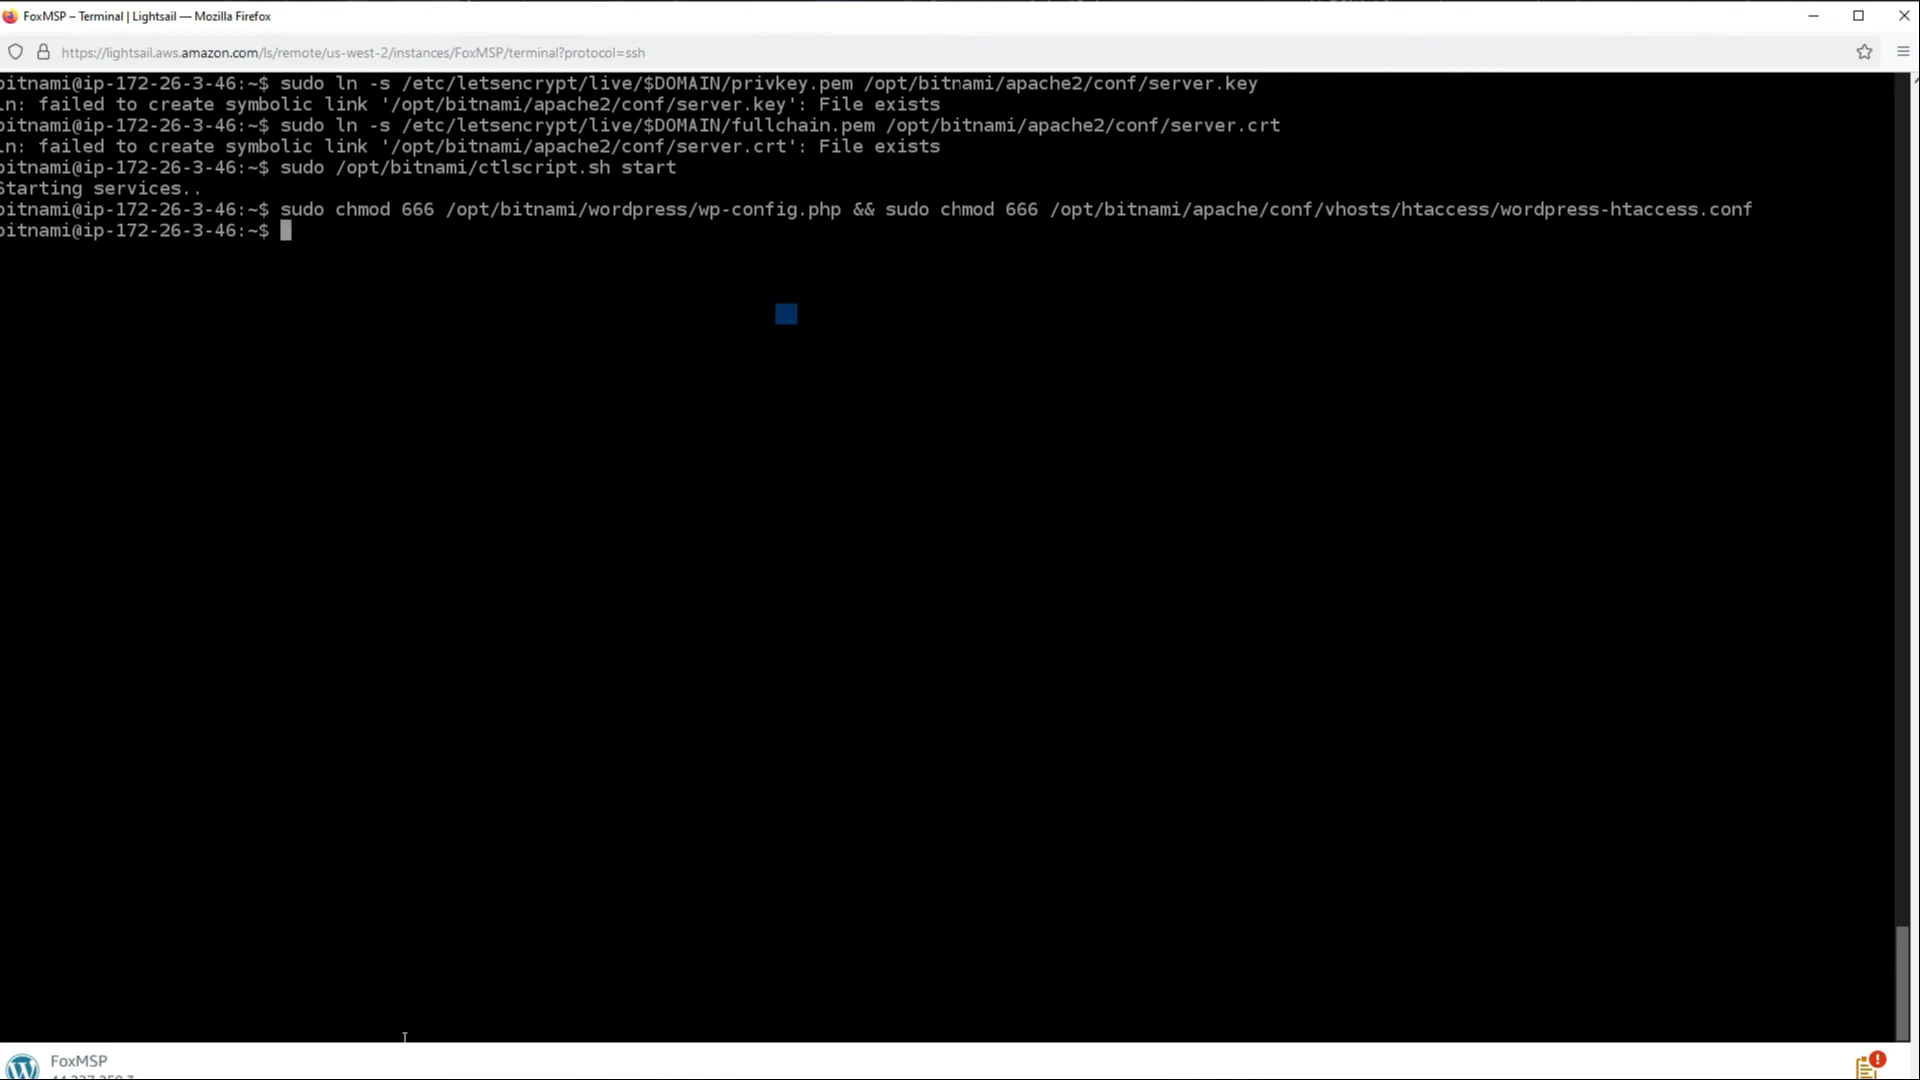 FoxMSP – Terminal | Lightsail — Mozilla Firefox
https://lightsail.aws.amazon.com/ls/remote/us-west-2/instances/FoxMSP/terminal?protocol=ssh
bitnami@ip-172-26-3-46:~$ sudo ln -s /etc/letsencrypt/live/$DOMAIN/privkey.pem /opt/bitnami/apache2/conf/server.key
ln: failed to create symbolic link '/opt/bitnami/apache2/conf/server.key': File exists
bitnami@ip-172-26-3-46:~$ sudo ln -s /etc/letsencrypt/live/$DOMAIN/fullchain.pem /opt/bitnami/apache2/conf/server.crt
ln: failed to create symbolic link '/opt/bitnami/apache2/conf/server.crt': File exists
bitnami@ip-172-26-3-46:~$ sudo /opt/bitnami/ctlscript.sh start
Starting services..
bitnami@ip-172-26-3-46:~$ sudo chmod 666 /opt/bitnami/wordpress/wp-config.php && sudo chmod 666 /opt/bitnami/apache/conf/vhosts/htaccess/wordpress-htaccess.conf
bitnami@ip-172-26-3-46:~$
FoxMSP